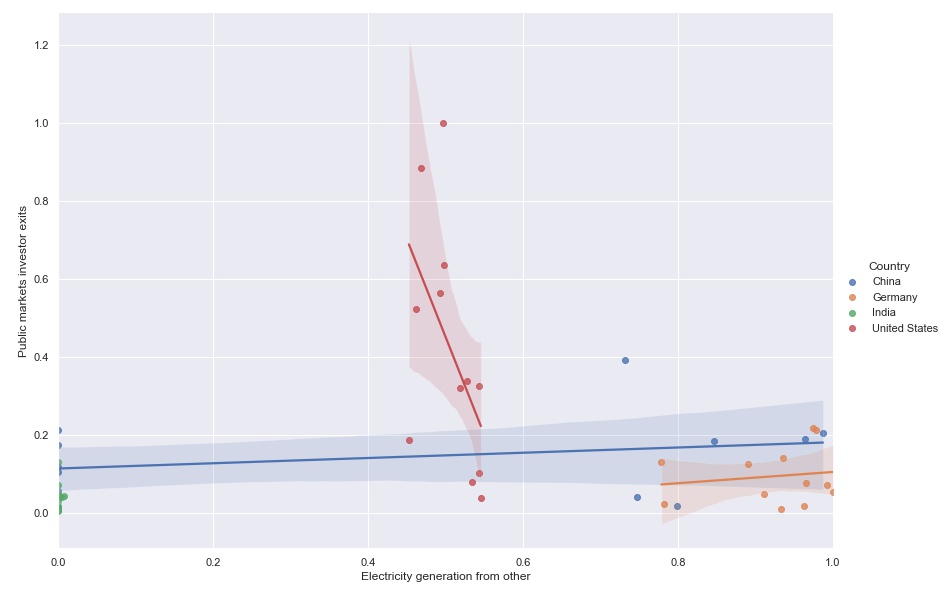 1.2
1.0
0.8
0.6
0.4
0.2
0.0
Public markets investor exits
0.0 0.2 0.4 0.6 0.8 1.0
Electricity generation from other
Country
China
Germany
India
United States